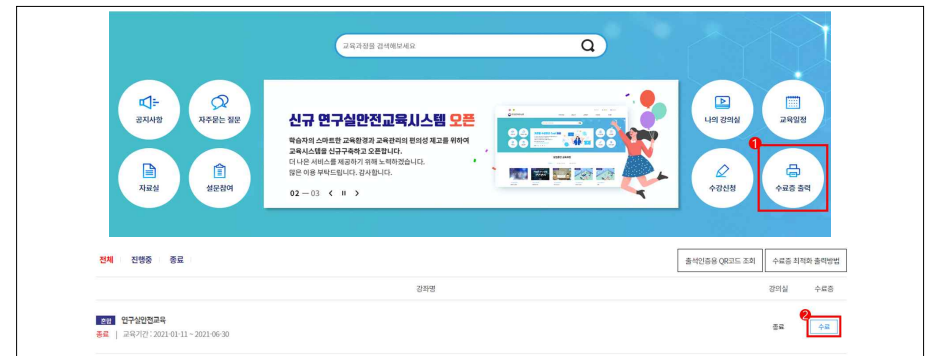 교육과정을 검색해보세요
공지사항
자주묻는 질문
자료실
설문참여
신규 연구실안전교육시스템 오픈
학습자의 스마트한 교육환경과 교육관리의 편의성 제고를 위하여
교육시스템을 신규구축하고 오픈합니다.
더 나은 서비스를 제공하기 위해 노력하겠습니다.
많은 이용 부탁드립니다. 감사합니다.
02 — 03
나의 강의실
교육일정
1
수강신청
수료증 출력
전체 진행중 종료
출석인증용 QR코드 조회
수료증 최적화 출력방법
강좌명 강의실 수료증
혼합 연구실안전교육
종료 | 교육기간 : 2021-01-11 ~ 2021-06-30
종료
2
수료